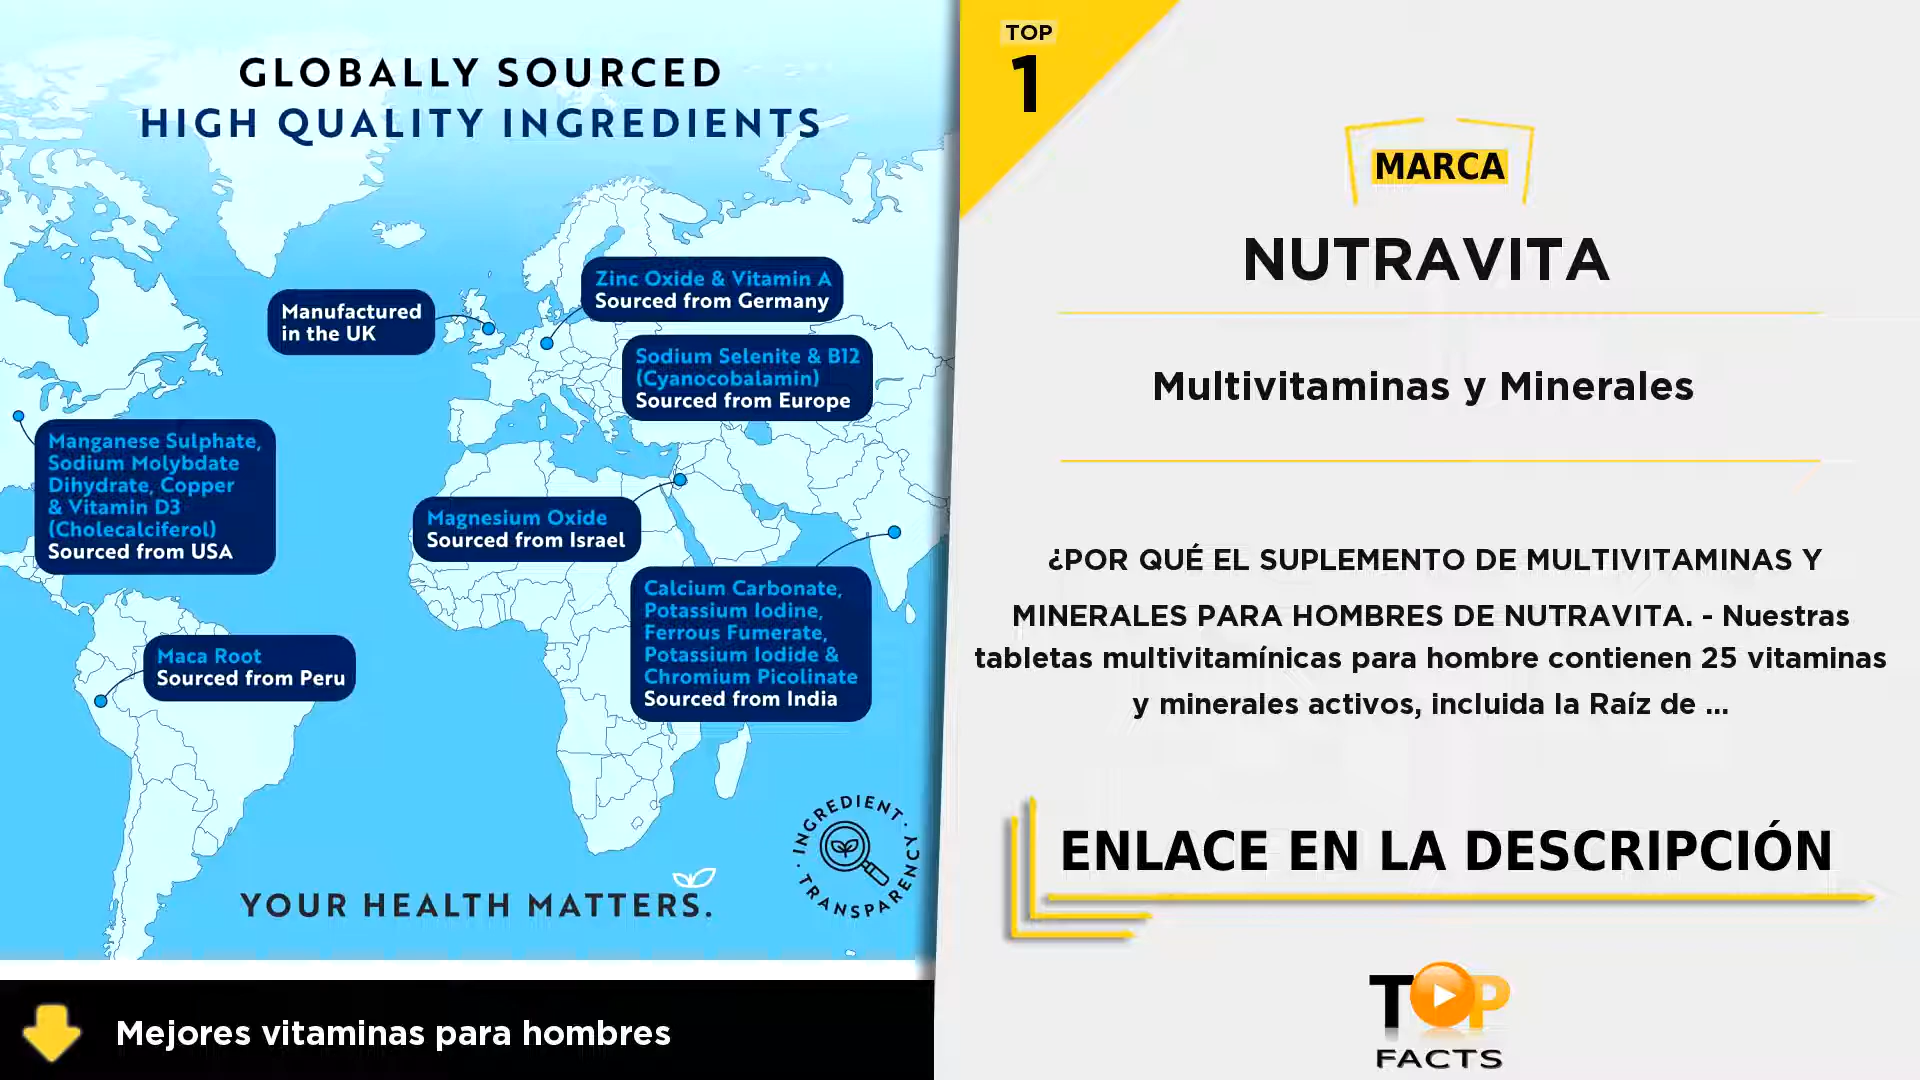 GLOBALLY SOURCED
HIGH QUALITY INGREDIENTS
Manufactured
in the UK
Zinc Oxide & Vitamin A
Sourced from Germany
Sodium Selenite & B12
(Cyanocobalamin)
Sourced from Europe
Manganese Sulphate,
Sodium Molybdate
Dihydrate, Copper
& Vitamin D3
(Cholecalciferol)
Sourced from USA
Magnesium Oxide
Sourced from Israel
Calcium Carbonate,
Potassium Iodine,
Ferrous Fumerate,
Potassium Iodide &
Chromium Picolinate
Sourced from India
Maca Root
Sourced from Peru
INGREDIENT · TRANSPARENCY ·
YOUR HEALTH MATTERS.
Mejores vitaminas para hombres
TOP
1
MARCA
NUTRAVITA
Multivitaminas y Minerales
¿POR QUÉ EL SUPLEMENTO DE MULTIVITAMINAS Y
MINERALES PARA HOMBRES DE NUTRAVITA. - Nuestras
tabletas multivitamínicas para hombre contienen 25 vitaminas
y minerales activos, incluida la Raíz de ...
ENLACE EN LA DESCRIPCIÓN
TOP
FACTS